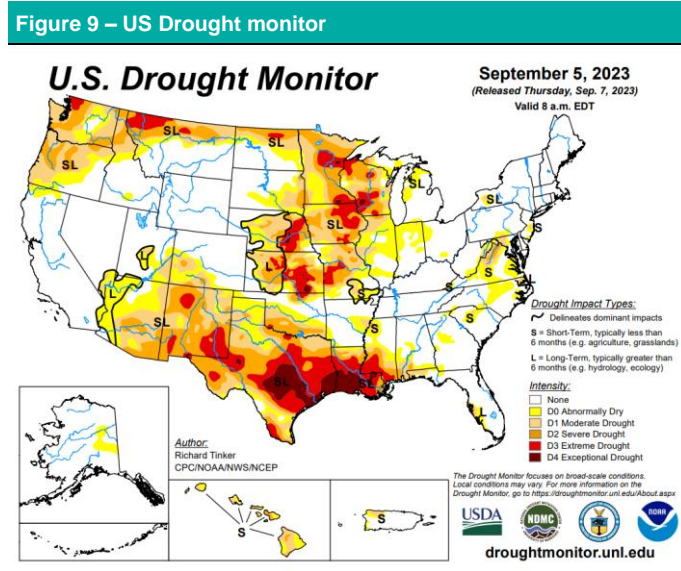 Figure 9 – US Drought monitor
U.S. Drought Monitor
September 5, 2023
(Released Thursday, Sep. 7, 2023)
Valid 8 a.m. EDT
SL
SL
SL
SL
SL
S
SL
S
L
L
L
S
S
S
S
SL
SL
SL
L
Drought Impact Types:
Delineates dominant impacts
S = Short-Term, typically less than
6 months (e.g. agriculture, grasslands)
L = Long-Term, typically greater than
6 months (e.g. hydrology, ecology)
Intensity:
None
D0 Abnormally Dry
D1 Moderate Drought
D2 Severe Drought
D3 Extreme Drought
D4 Exceptional Drought
Author:
Richard Tinker
CPC/NOAA/NWS/NCEP
S
S
The Drought Monitor focuses on broad-scale conditions.
Local conditions may vary. For more information on the
Drought Monitor, go to https://droughtmonitor.unl.edu/About.aspx
USDA
NDMC
NOAA
droughtmonitor.unl.edu